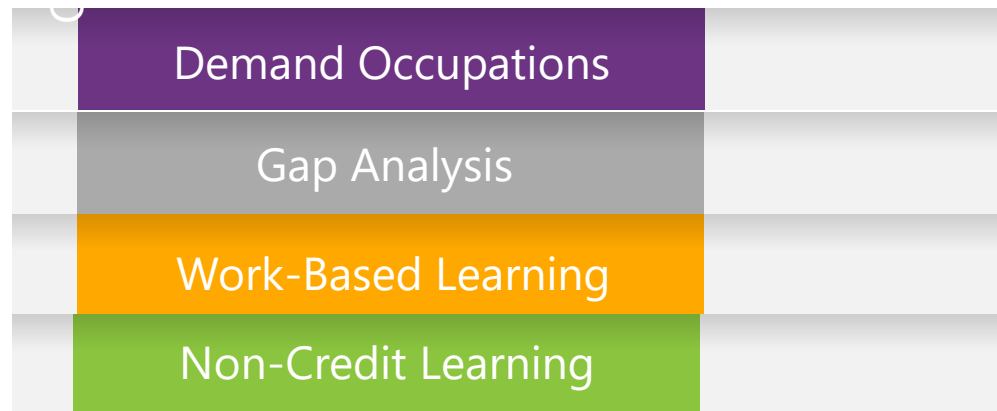 Demand Occupations
Gap Analysis
Work-Based Learning
Non-Credit Learning